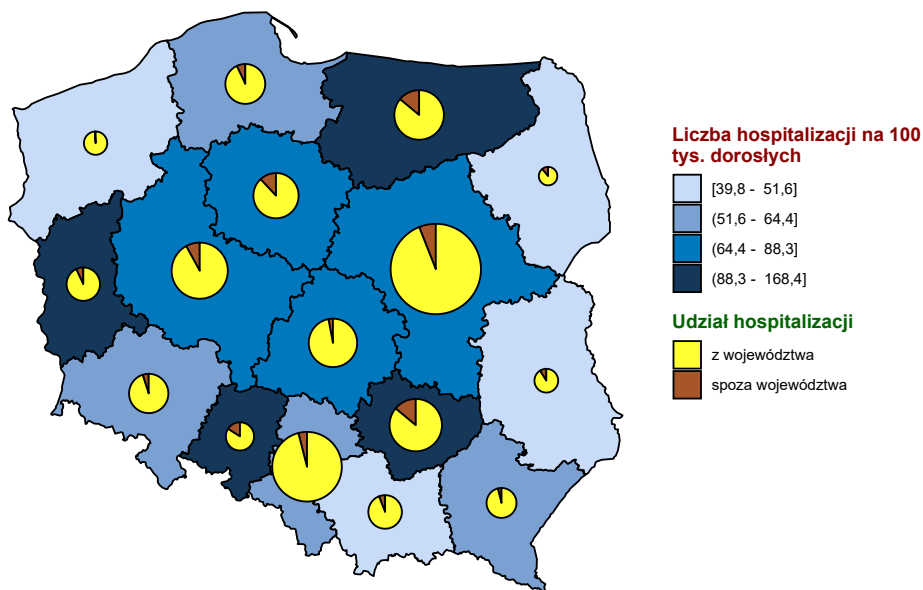 Liczba hospitalizacji na 100
tys. dorosłych
[39,8 - 51,6]
(51,6 - 64,4]
(64,4 - 88,3]
(88,3 - 168,4]
Udział hospitalizacji
z województwa
spoza województwa